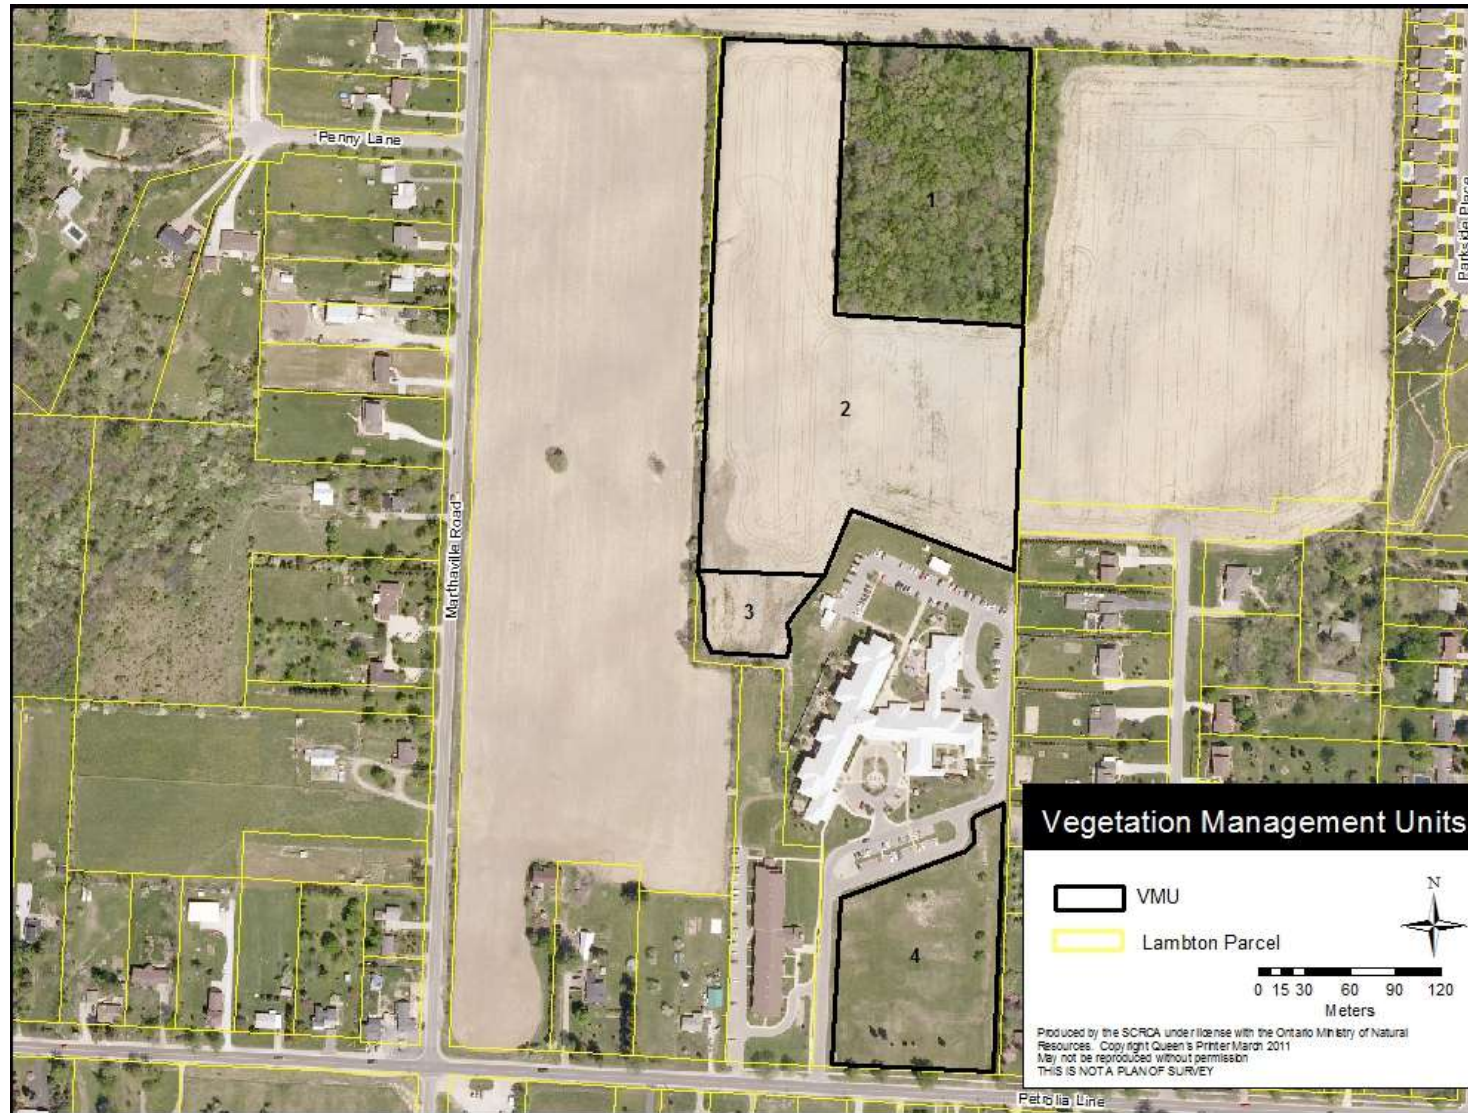 Penny Lane
Parkside Place
1
2
Marthaville Road
3
Vegetation Management Units
VMU
N
Lambton Parcel
4
0 15 30 60 90 120
Meters
Produced by the SCRCA under license with the Ontario Ministry of Natural
Resources. Copyright Queen's Printer March 2011
May not be reproduced without permission
THIS IS NOT A PLAN OF SURVEY
Petrolia Line